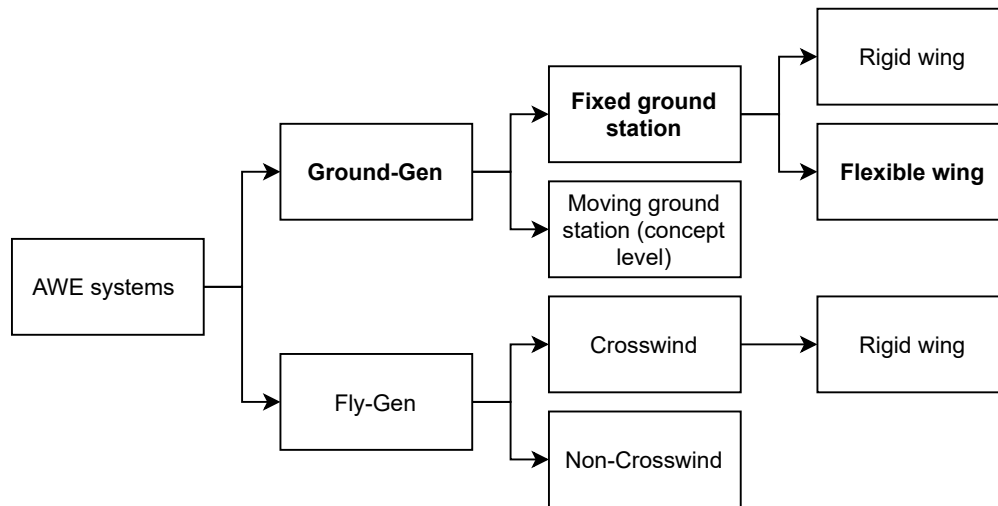 AWE systems
Ground-Gen
Fixed ground
station
Rigid wing
Flexible wing
Moving ground
station (concept
level)
Fly-Gen
Crosswind
Rigid wing
Non-Crosswind